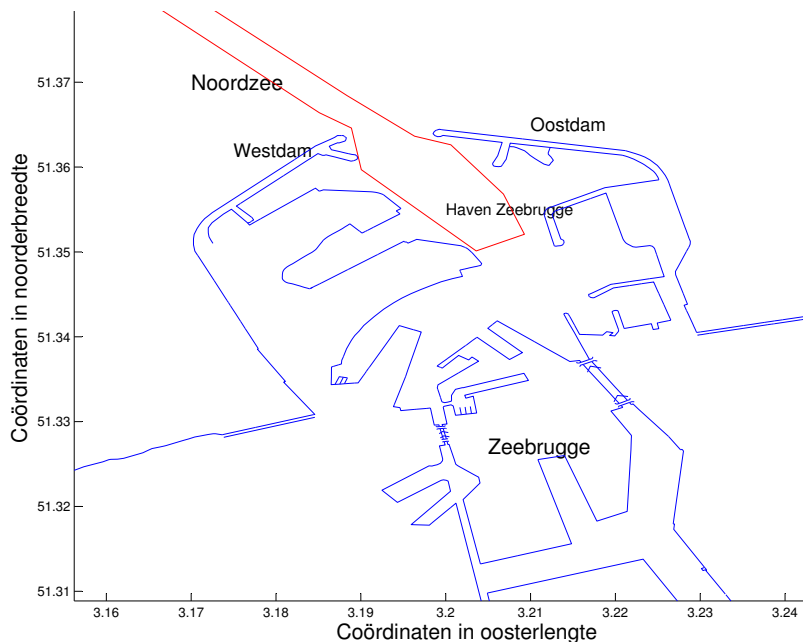 51.37
51.36
51.35
51.34
51.33
51.32
51.31
Coördinaten in noorderbreedte
Noordzee
Westdam
Oostdam
Haven Zeebrugge
Zeebrugge
3.16 3.17 3.18 3.19 3.2 3.21 3.22 3.23 3.24
Coördinaten in oosterlengte